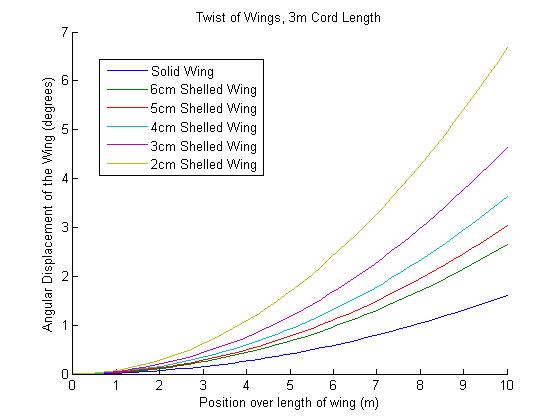 Twist of Wings, 3m Cord Length
Angular Displacement of the Wing (degrees)
7
6
5
4
3
2
1
0
Solid Wing
6cm Shelled Wing
5cm Shelled Wing
4cm Shelled Wing
3cm Shelled Wing
2cm Shelled Wing
0 1 2 3 4 5 6 7 8 9 10
Position over length of wing (m)